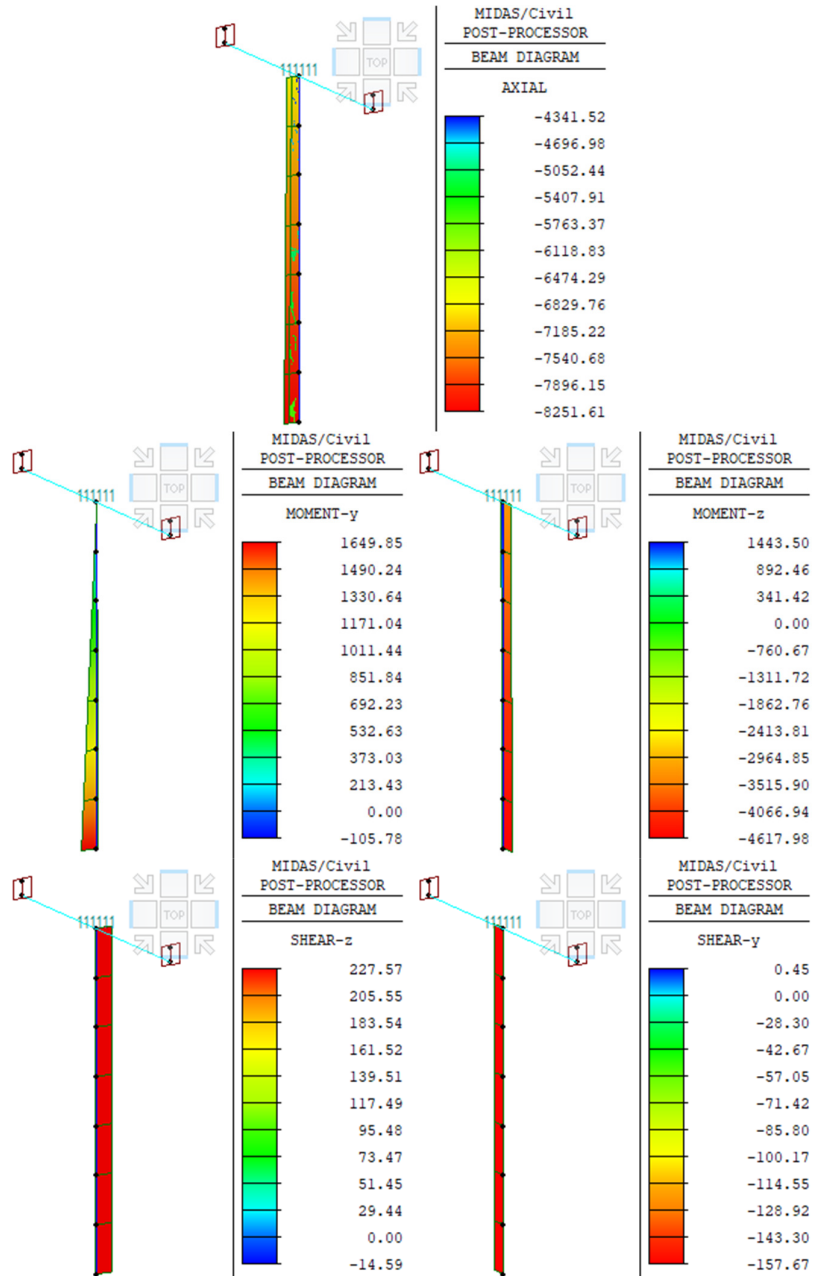 MIDAS/Civil
POST-PROCESSOR
BEAM DIAGRAM
AXIAL
111111
TOP
-4341.52
-4696.98
-5052.44
-5407.91
-5763.37
-6118.83
-6474.29
-6829.76
-7185.22
-7540.68
-7896.15
-8251.61
MIDAS/Civil
POST-PROCESSOR
BEAM DIAGRAM
MOMENT-y
111111
TOP
1649.85
1490.24
1330.64
1171.04
1011.44
851.84
692.23
532.63
373.03
213.43
0.00
-105.78
MIDAS/Civil
POST-PROCESSOR
BEAM DIAGRAM
MOMENT-z
111111
TOP
1443.50
892.46
341.42
0.00
-760.67
-1311.72
-1862.76
-2413.81
-2964.85
-3515.90
-4066.94
-4617.98
MIDAS/Civil
POST-PROCESSOR
BEAM DIAGRAM
SHEAR-z
111111
TOP
227.57
205.55
183.54
161.52
139.51
117.49
95.48
73.47
51.45
29.44
0.00
-14.59
MIDAS/Civil
POST-PROCESSOR
BEAM DIAGRAM
SHEAR-y
111111
TOP
0.45
0.00
-28.30
-42.67
-57.05
-71.42
-85.80
-100.17
-114.55
-128.92
-143.30
-157.67